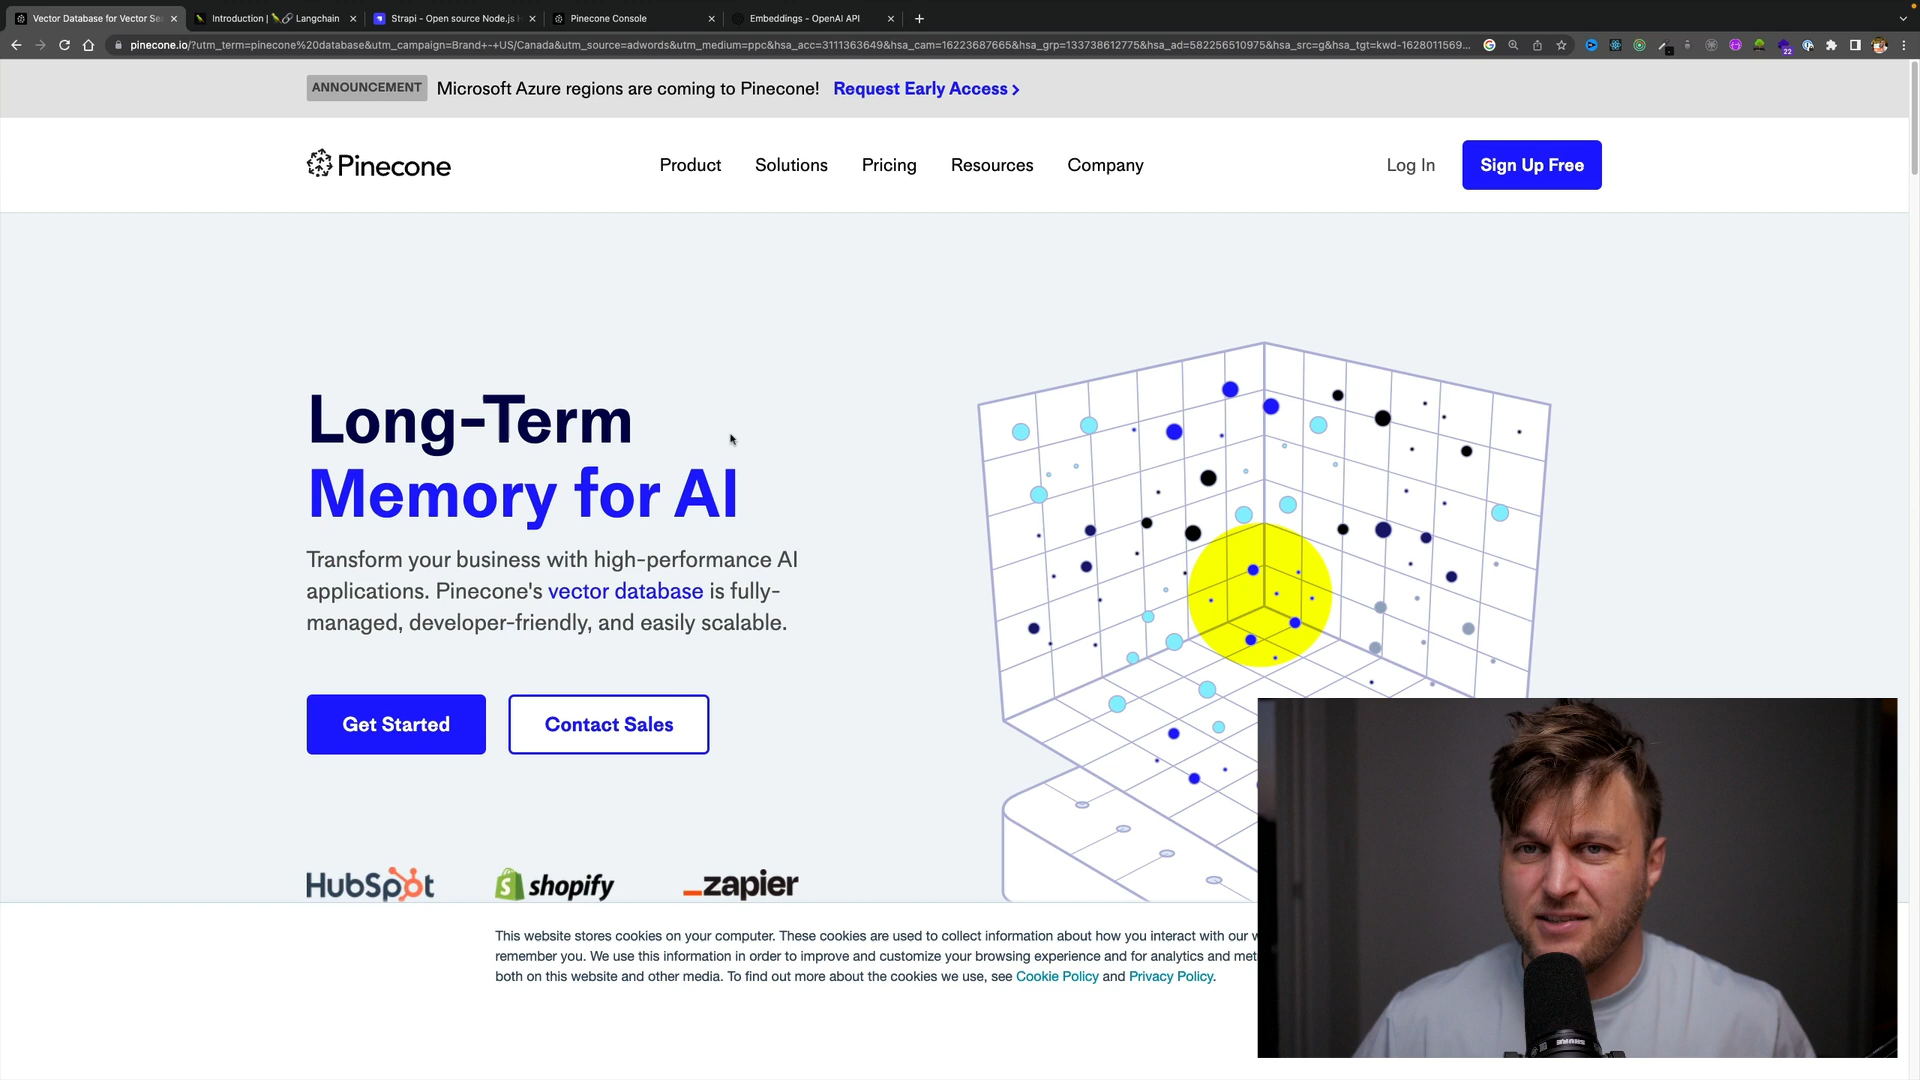 Vector Database for Vector Se
Introduction | 🦜🔗 Langchain
Strapi - Open source Node.js H
Pinecone Console
Embeddings - OpenAI API
pinecone.io/?utm_term=pinecone%20database&utm_campaign=Brand+-+US/Canada&utm_source=adwords&utm_medium=ppc&hsa_acc=3111363649&hsa_cam=16223687665&hsa_grp=133738612775&hsa_ad=582256510975&hsa_src=g&hsa_tgt=kwd-1628011569...
22
ANNOUNCEMENT Microsoft Azure regions are coming to Pinecone! Request Early Access >
Pinecone
Product Solutions Pricing Resources Company
Log In Sign Up Free
Long-Term
Memory for AI
Transform your business with high-performance AI
applications. Pinecone's vector database is fully-
managed, developer-friendly, and easily scalable.
Get Started Contact Sales
HubSpot shopify _zapier
This website stores cookies on your computer. These cookies are used to collect information about how you interact with our w
remember you. We use this information in order to improve and customize your browsing experience and for analytics and met
both on this website and other media. To find out more about the cookies we use, see Cookie Policy and Privacy Policy.
SHURE